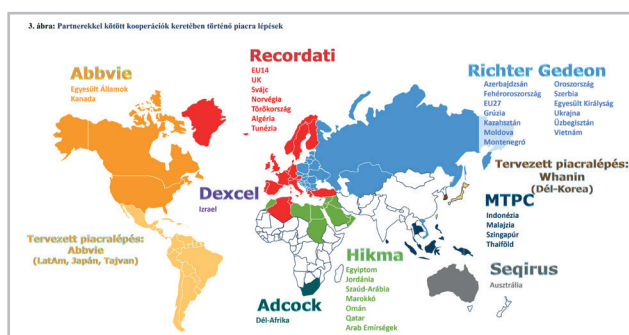 3. ábra: Partnerekkel kötött kooperációk keretében történő piacra lépések
Abbvie
Egyesült Államok
Kanada
Recordati
EU14
UK
Svájc
Norvégia
Törökország
Algéria
Tunézia
Richter Gedeon
Azerbajdzsán
Fehéroroszország
EU27
Grúzia
Kazahsztán
Moldova
Montenegró
Oroszország
Szerbia
Egyesült Királyság
Ukrajna
Üzbegisztán
Vietnám
Tervezett piacralépés:
Whanin
(Dél-Korea)
Dexcel
Izrael
MTPC
Indonézia
Malajzia
Szingapúr
Thaiföld
Tervezett piacralépés:
Abbvie
(LatAm, Japán, Tajvan)
Hikma
Egyiptom
Jordánia
Szaúd-Arábia
Marokkó
Omán
Qatar
Arab Emírségek
Seqirus
Ausztrália
Adcock
Dél-Afrika